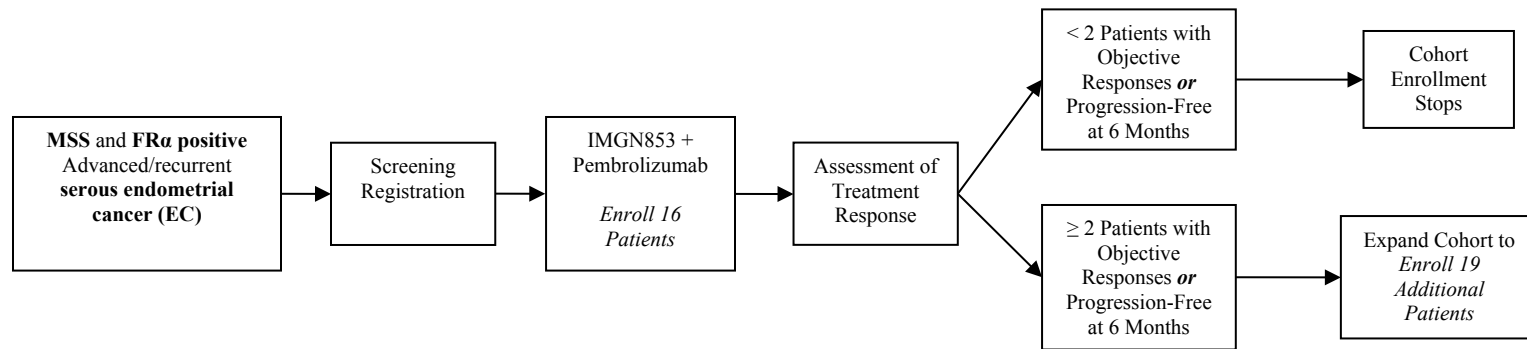 MSS and FRα positive
Advanced/recurrent
serous endometrial
cancer (EC)
Screening
Registration
IMGN853 +
Pembrolizumab
Enroll 16
Patients
Assessment of
Treatment
Response
< 2 Patients with
Objective
Responses or
Progression-Free
at 6 Months
Cohort
Enrollment
Stops
≥ 2 Patients with
Objective
Responses or
Progression-Free
at 6 Months
Expand Cohort to
Enroll 19
Additional
Patients